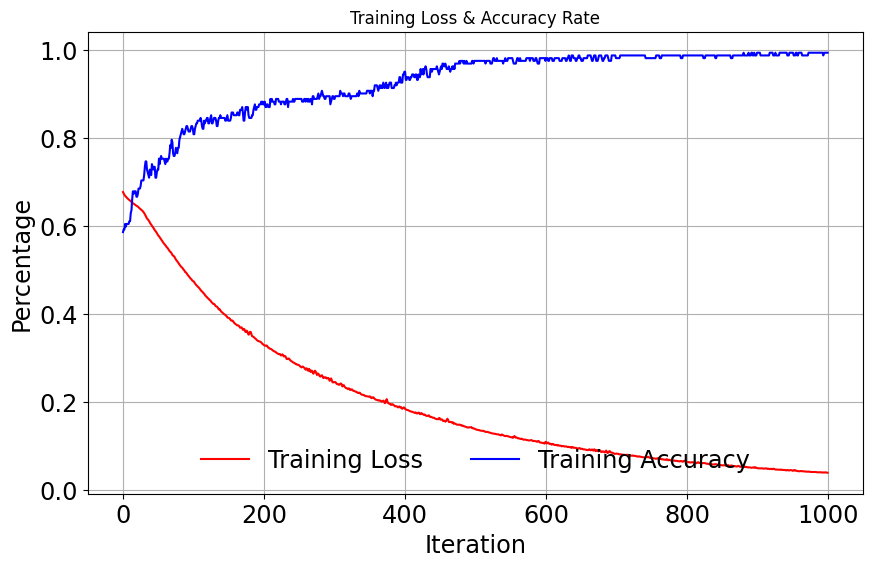 Training Loss & Accuracy Rate
1.0
0.8
0.6
0.4
0.2
0.0
Percentage
Training Loss
Training Accuracy
0 200 400 600 800 1000
Iteration